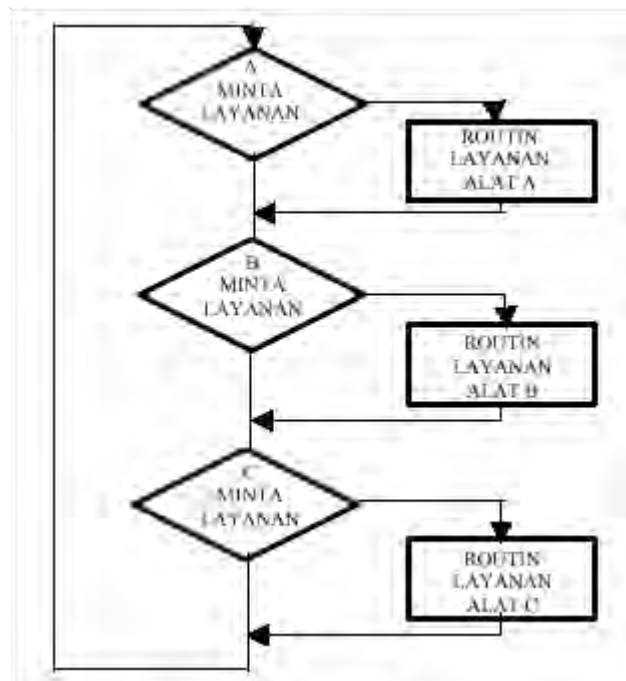 A
MINTA
LAYANAN
ROUTIN
LAYANAN
ALAT A
B
MINTA
LAYANAN
ROUTIN
LAYANAN
ALAT B
C
MINTA
LAYANAN
ROUTIN
LAYANAN
ALAT C